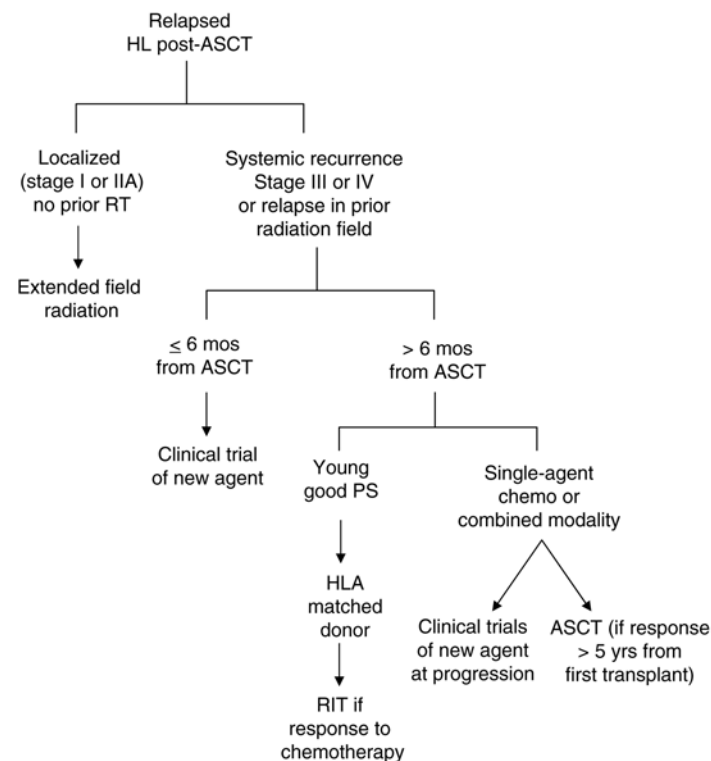 Relapsed
HL post-ASCT
Localized
(stage I or IIA)
no prior RT
Systemic recurrence
Stage III or IV
or relapse in prior
radiation field
Extended field
radiation
≤ 6 mos
from ASCT
> 6 mos
from ASCT
Clinical trial
of new agent
Young
good PS
Single-agent
chemo or
combined modality
HLA
matched
donor
Clinical trials
of new agent
at progression
ASCT (if response
> 5 yrs from
first transplant)
RIT if
response to
chemotherapy